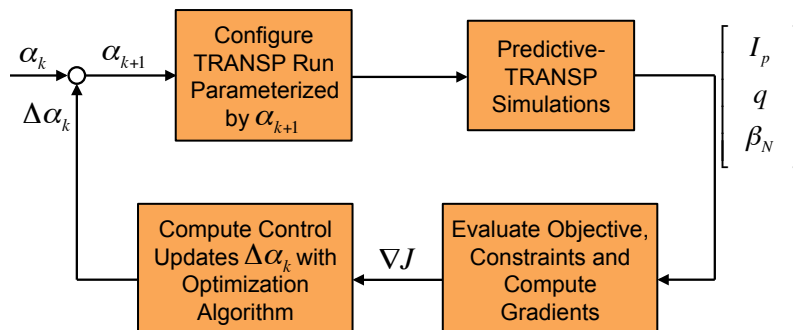 α_k
α_{k+1}
Δα_k
Configure
TRANSP Run
Parameterized
by α_{k+1}
Predictive-
TRANSP
Simulations
I_p
q
β_N
Compute Control
Updates Δα_k with
Optimization
Algorithm
∇J
Evaluate Objective,
Constraints and
Compute
Gradients